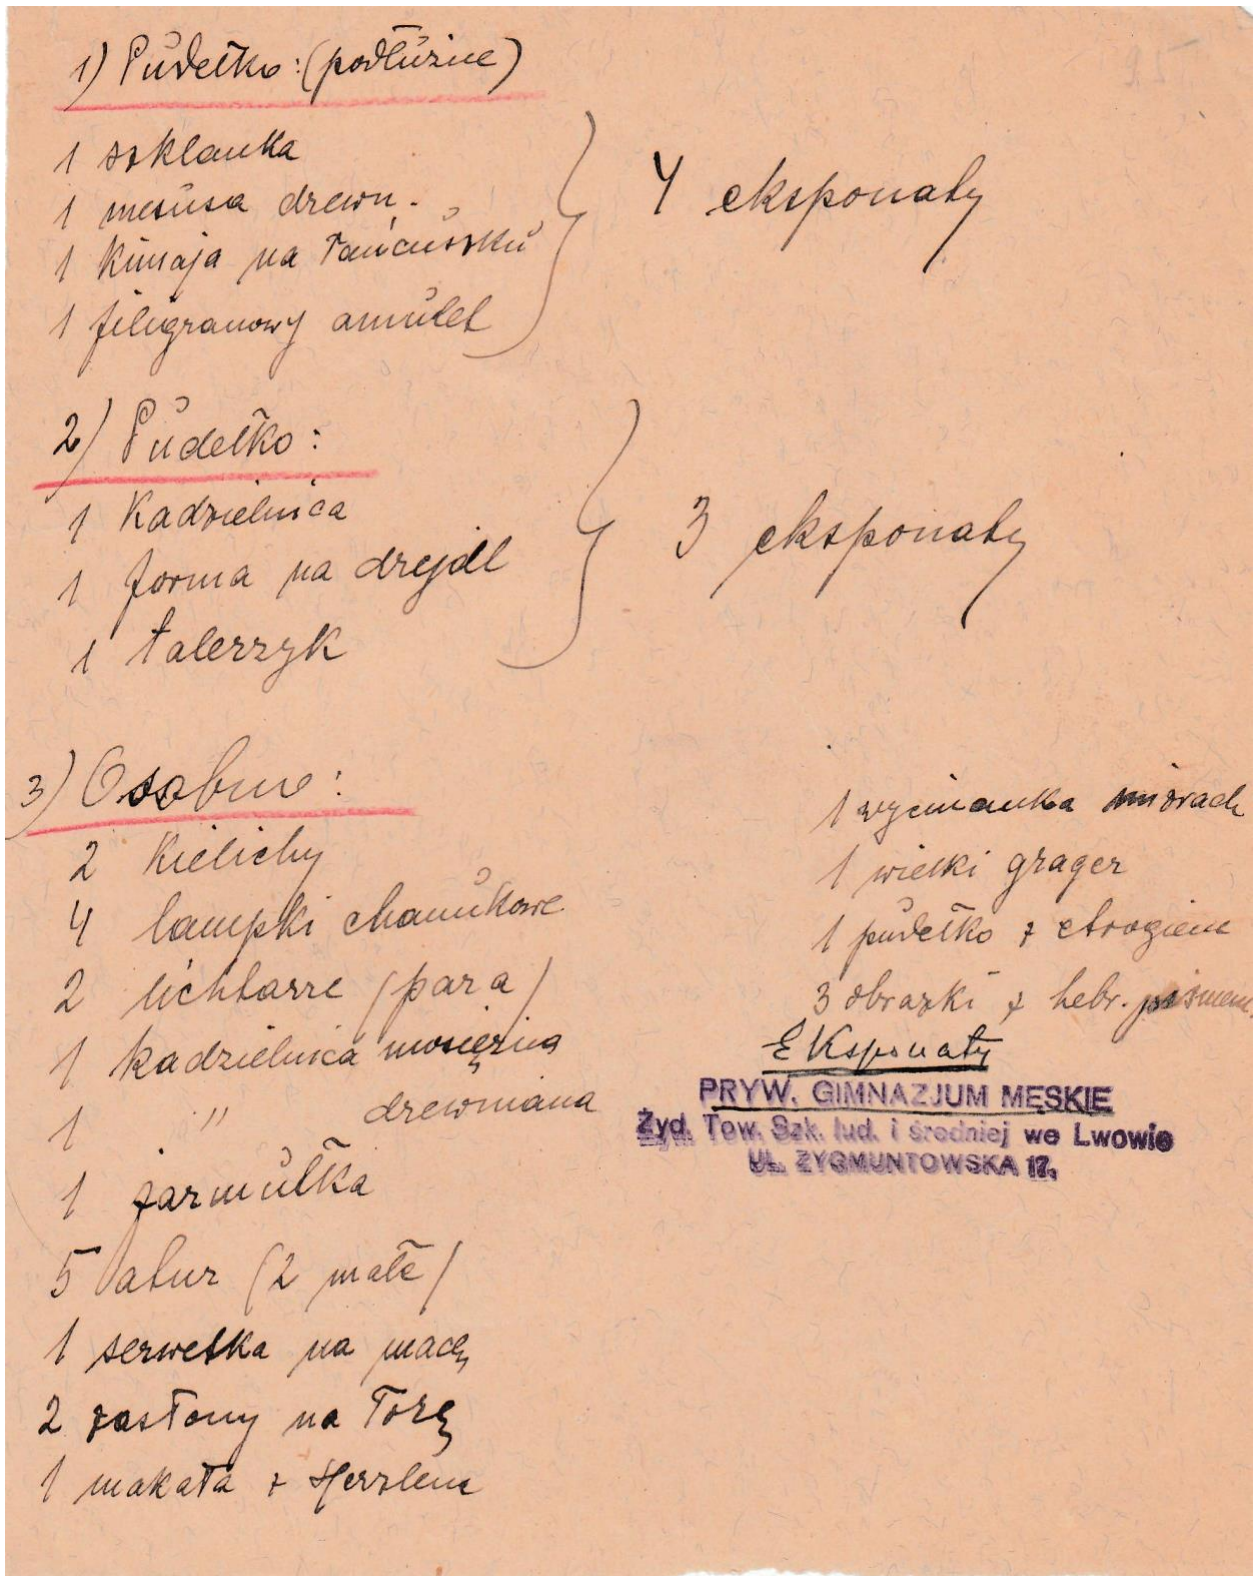 1) Pudełko: (podłużne)
1 szklanka
1 mesusa drewn.
1 Kimaja na łańcuszku
1 filigranowy amulet
4 eksponaty
2) Pudełko:
1 Kadzielnica
1 forma na drejdl
1 talerzyk
3 eksponaty
3) Osobno:
2 Kielichy
4 lampki chanukowe
2 lichtarze (para)
1 kadzielnica mosiężna
1 " drewniana
1 jarmułka
5 atar (2 małe)
1 serwetka na macę
2 zasłony na Torę
1 makata z Herzlem
1 wycinanka mizrach
1 wielki grager
1 pudełko z etrogiem
3 obrazki z hebr. pismem.
Eksponaty
PRYW. GIMNAZJUM MĘSKIE
Żyd. Tow. Szk. lud. i średniej we Lwowie
UL. ZYGMUNTOWSKA 17.